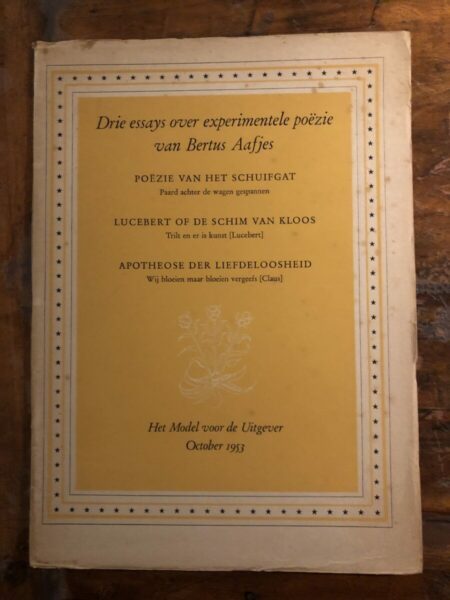 Drie essays over experimentele poëzie
van Bertus Aafjes
POËZIE VAN HET SCHUIFGAT
Paard achter de wagen gespannen
LUCEBERT OF DE SCHIM VAN KLOOS
Trilt en er is kunst [Lucebert]
APOTHEOSE DER LIEFDELOOSHEID
Wij bloeien maar bloeien vergeefs [Claus]
Het Model voor de Uitgever
October 1953